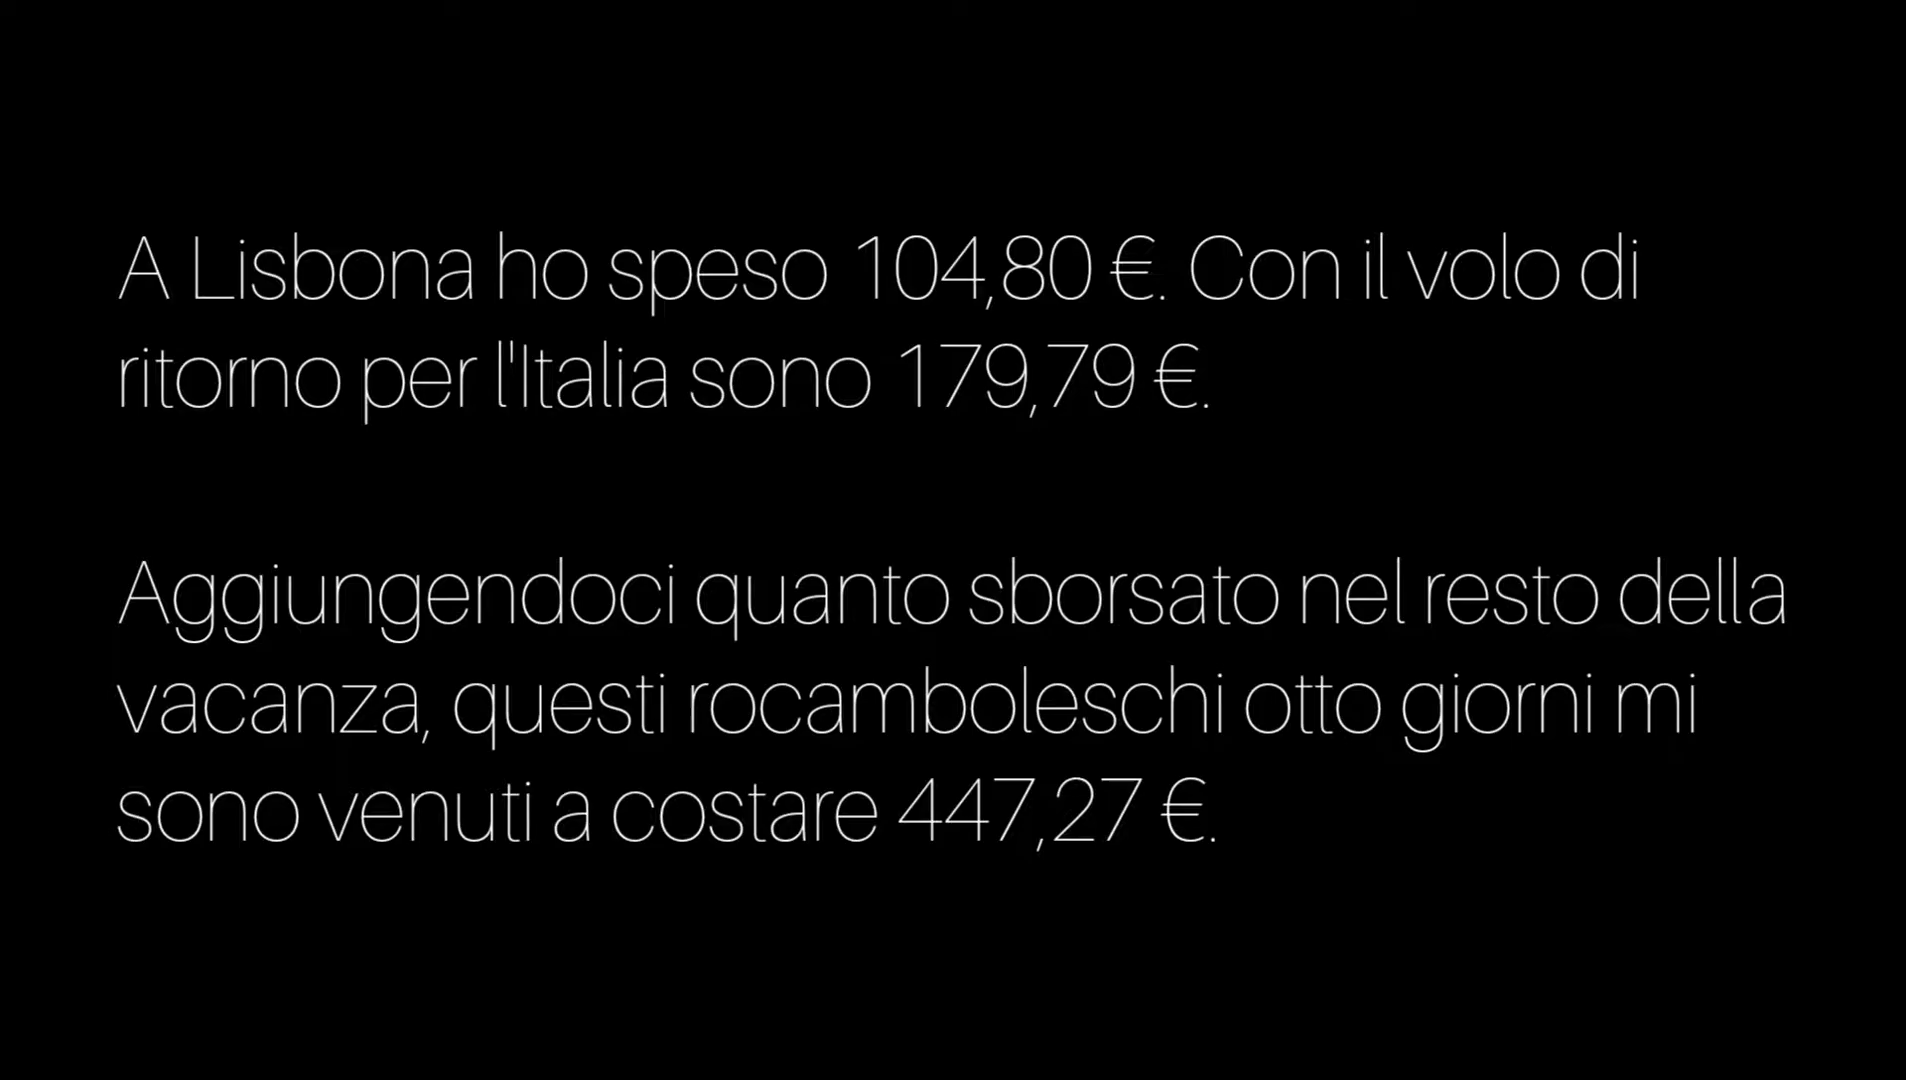 A Lisbona ho speso 104,80 €. Con il volo di
ritorno per l'Italia sono 179,79 €.
Aggiungendoci quanto sborsato nel resto della
vacanza, questi rocamboleschi otto giorni mi
sono venuti a costare 447,27 €.